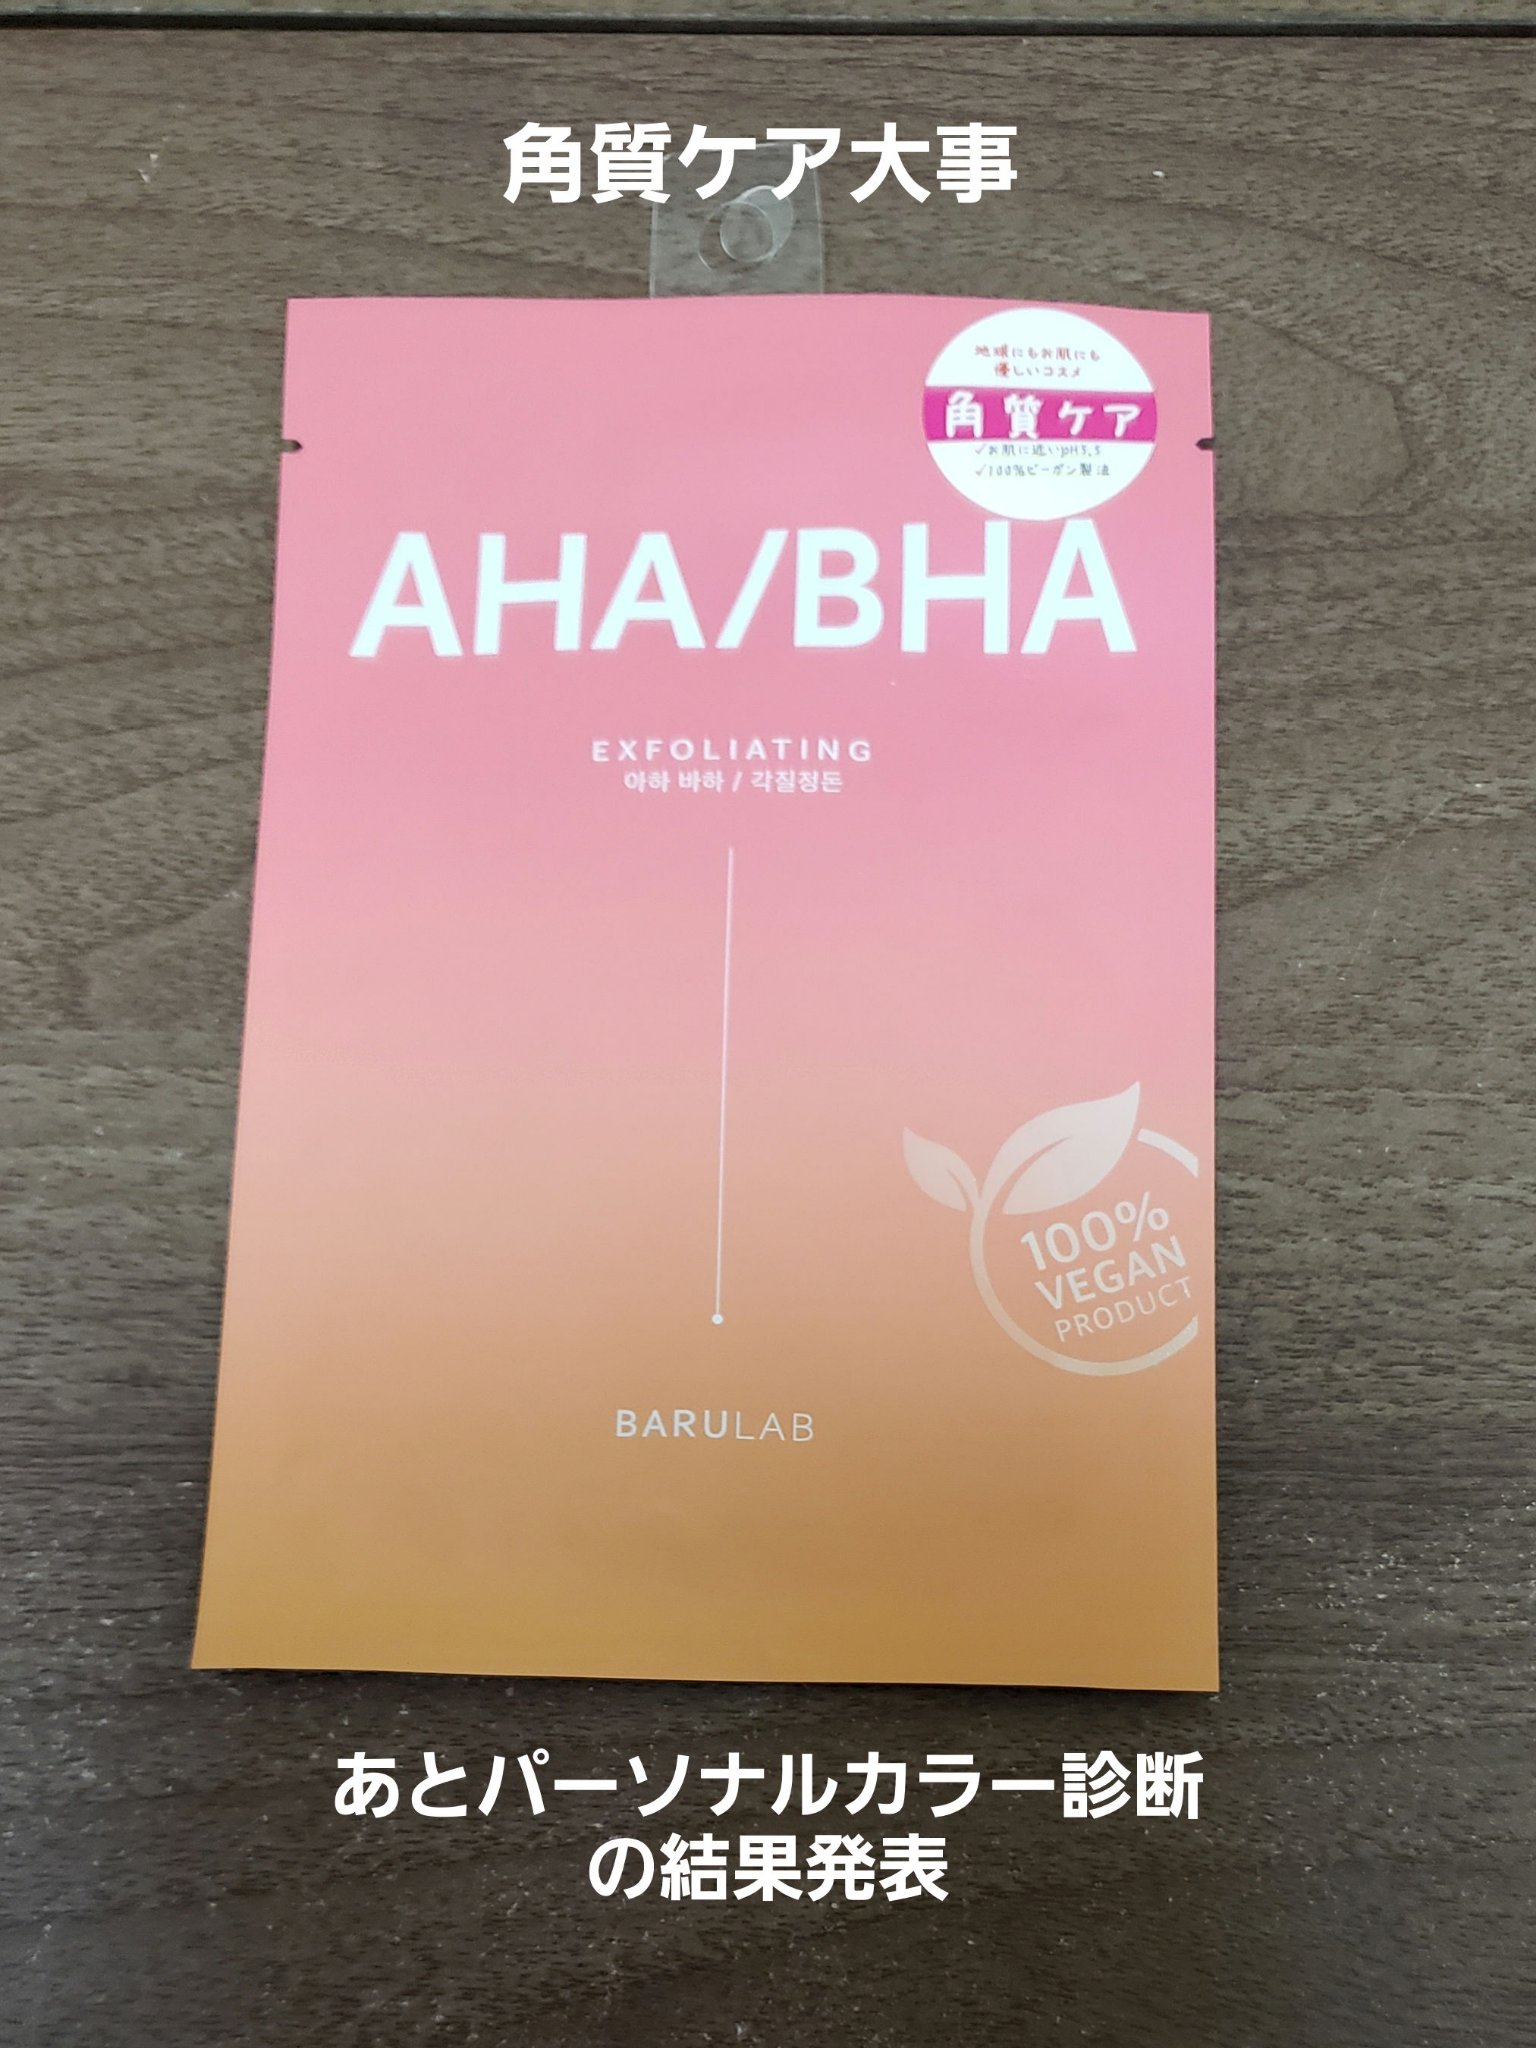 角質ケア大事
地球にもお肌にも
優しいコスメ
角質ケア
✓お肌に近いpH5.5
✓100%ビーガン製法
AHA/BHA
EXFOLIATING
아하 바하 / 각질정돈
100%
VEGAN
PRODUCT
BARULAB
あとパーソナルカラー診断
の結果発表